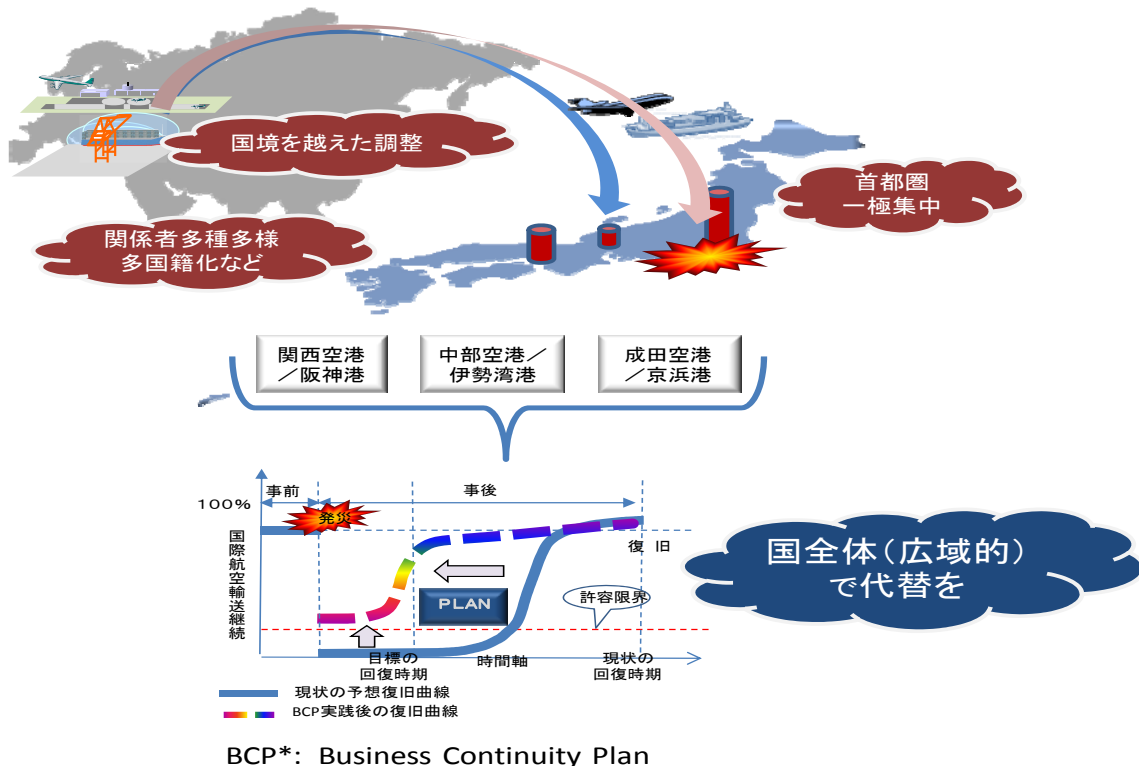 国境を越えた調整
首都圏
一極集中
関係者多種多様
多国籍化など
関西空港
／阪神港
中部空港／
伊勢湾港
成田空港
／京浜港
事前
事後
100%
発災
国際航空輸送継続
復 旧
PLAN
許容限界
国全体（広域的）
で代替を
目標の
回復時期
時間軸
現状の
回復時期
現状の予想復旧曲線
BCP実践後の復旧曲線
BCP*: Business Continuity Plan